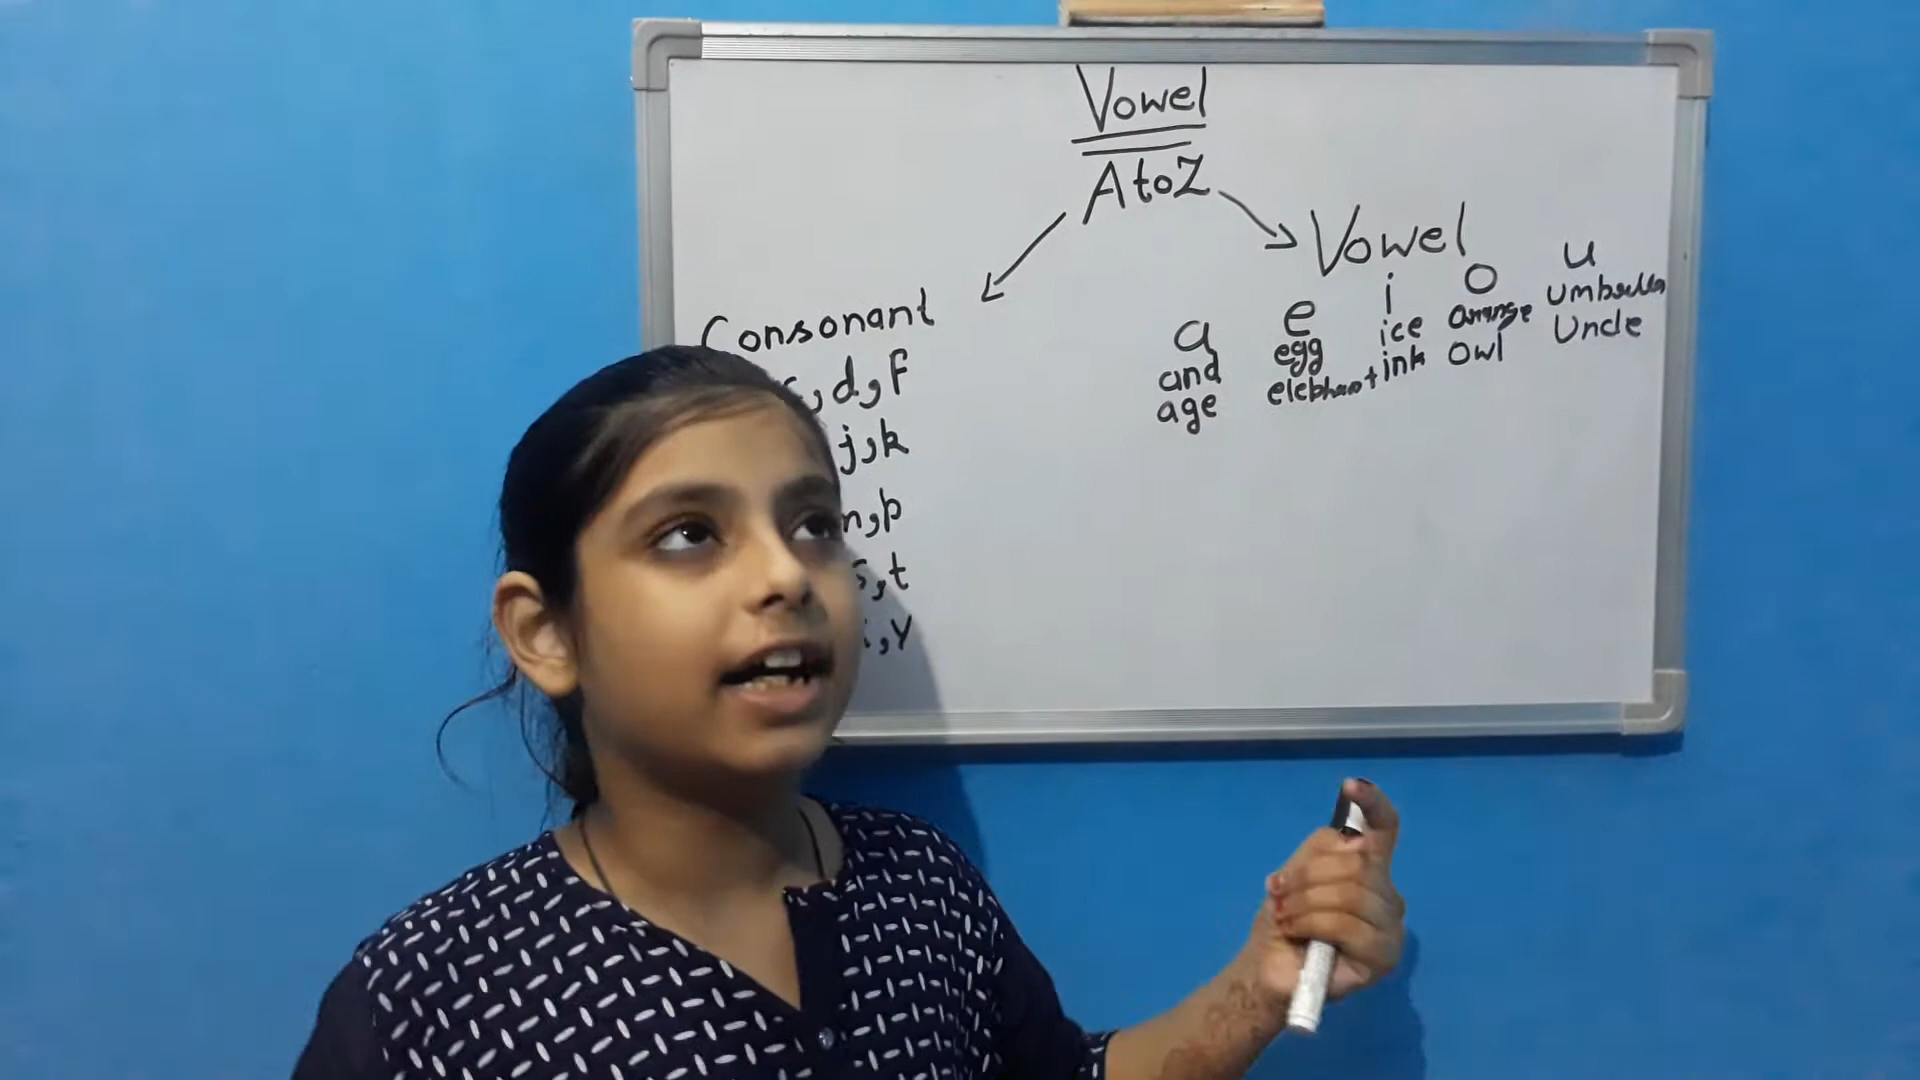 Vowel
A to Z
Consonant
d, f
j, k
n, p
s, t
, y
Vowel
a e i o u
and egg ice orange umbrella
age elephant ink owl Uncle